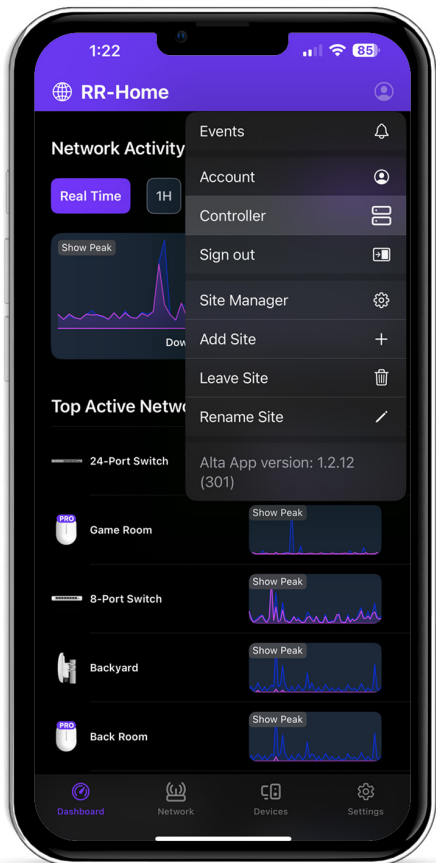 1:22
85
RR-Home
Events
Network Activity
Account
Real Time
1H
Controller
Show Peak
Sign out
Site Manager
Add Site
Leave Site
Top Active
Rename Site
24-Port Switch
Alta App version: 1.2.12
(301)
PRO
Game Room
Show Peak
8-Port Switch
Show Peak
Backyard
Show Peak
PRO
Back Room
Show Peak
Dashboard
Network
Devices
Settings